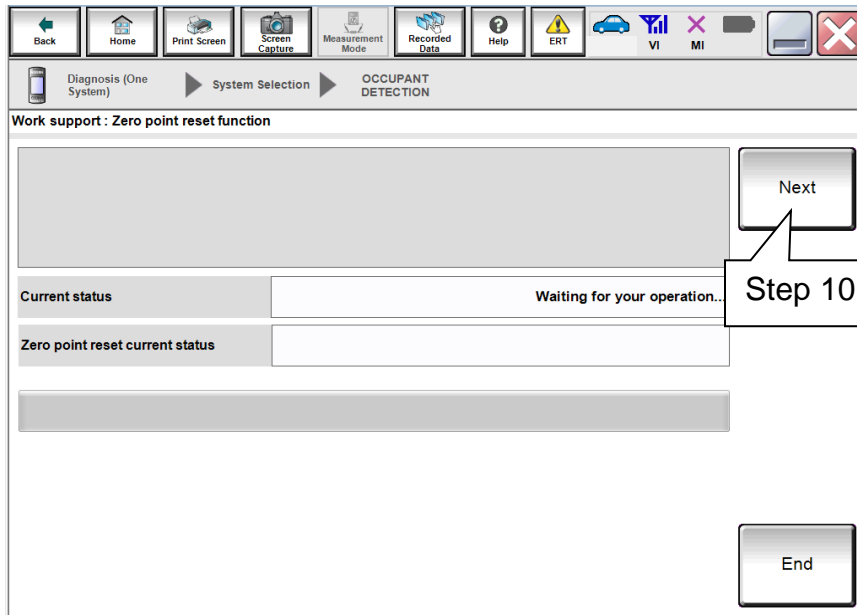 Back
Home
Print Screen
Screen
Capture
Measurement
Mode
Recorded
Data
Help
ERT
VI
MI
Diagnosis (One
System)
System Selection
OCCUPANT
DETECTION
Work support : Zero point reset function
Next
Step 10
Current status
Waiting for your operation...
Zero point reset current status
End